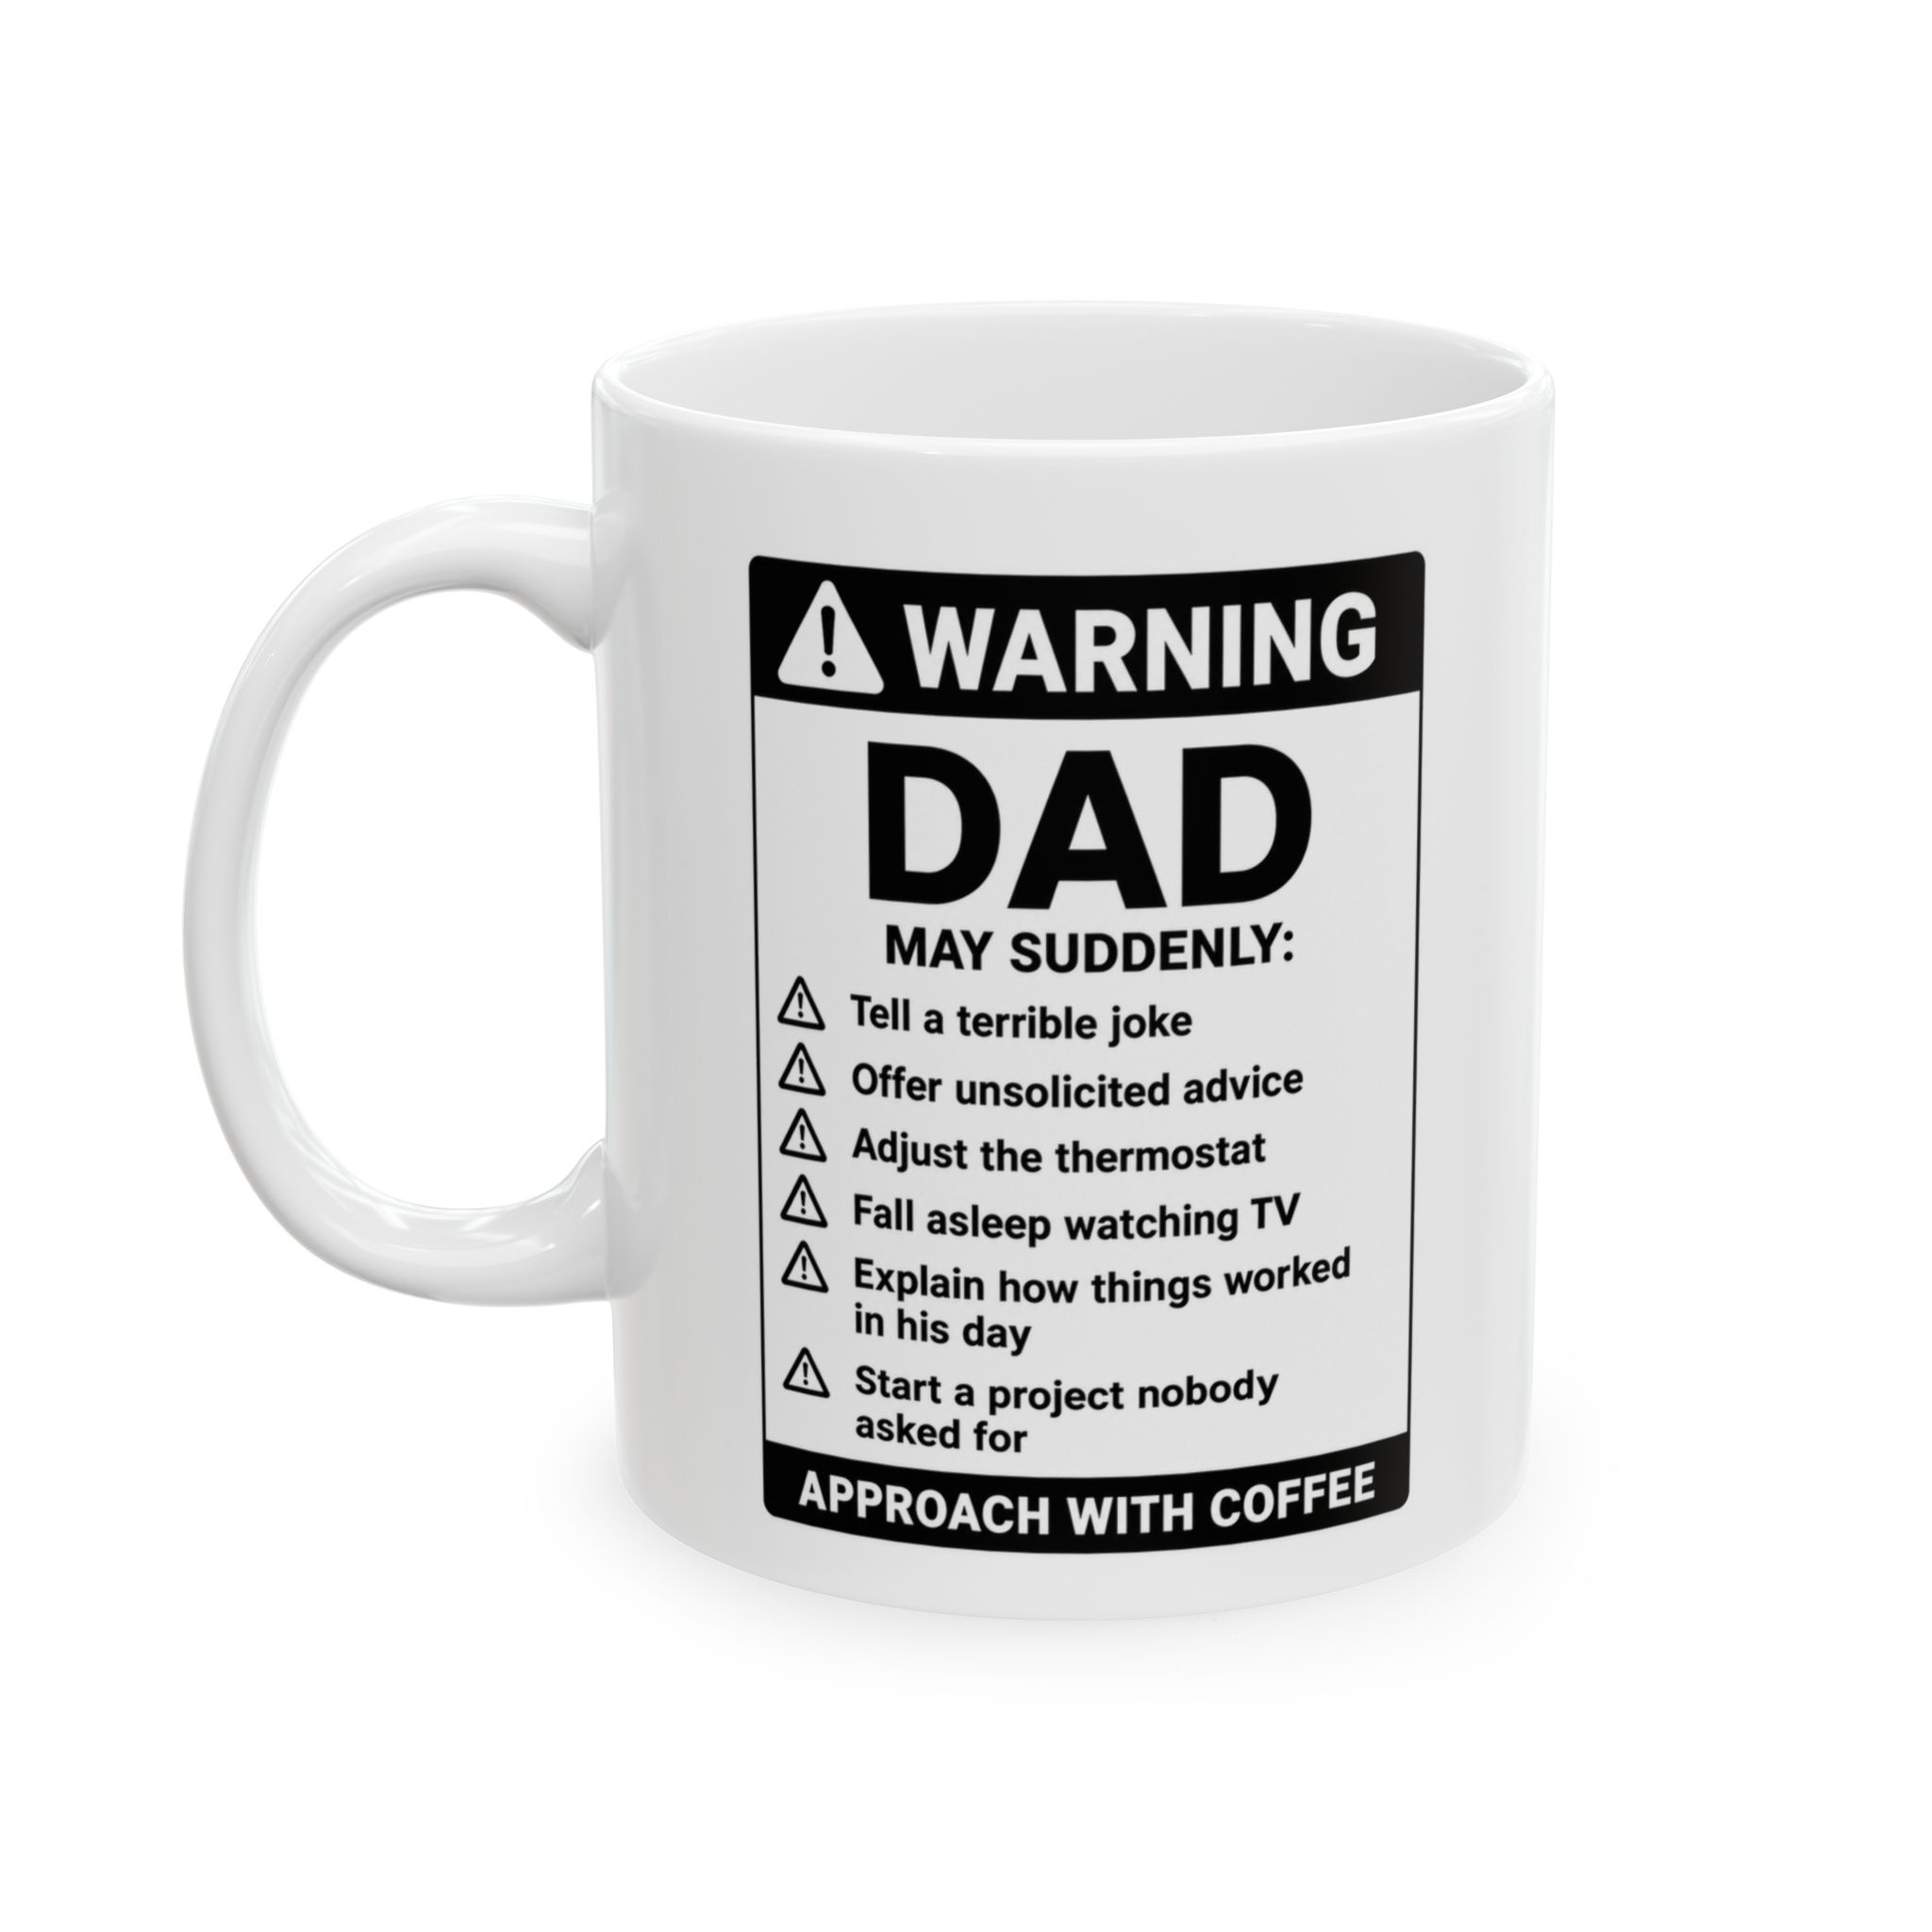 WARNING
DAD
MAY SUDDENLY:
Tell a terrible joke
Offer unsolicited advice
Adjust the thermostat
Fall asleep watching TV
Explain how things worked
in his day
Start a project nobody
asked for
APPROACH WITH COFFEE